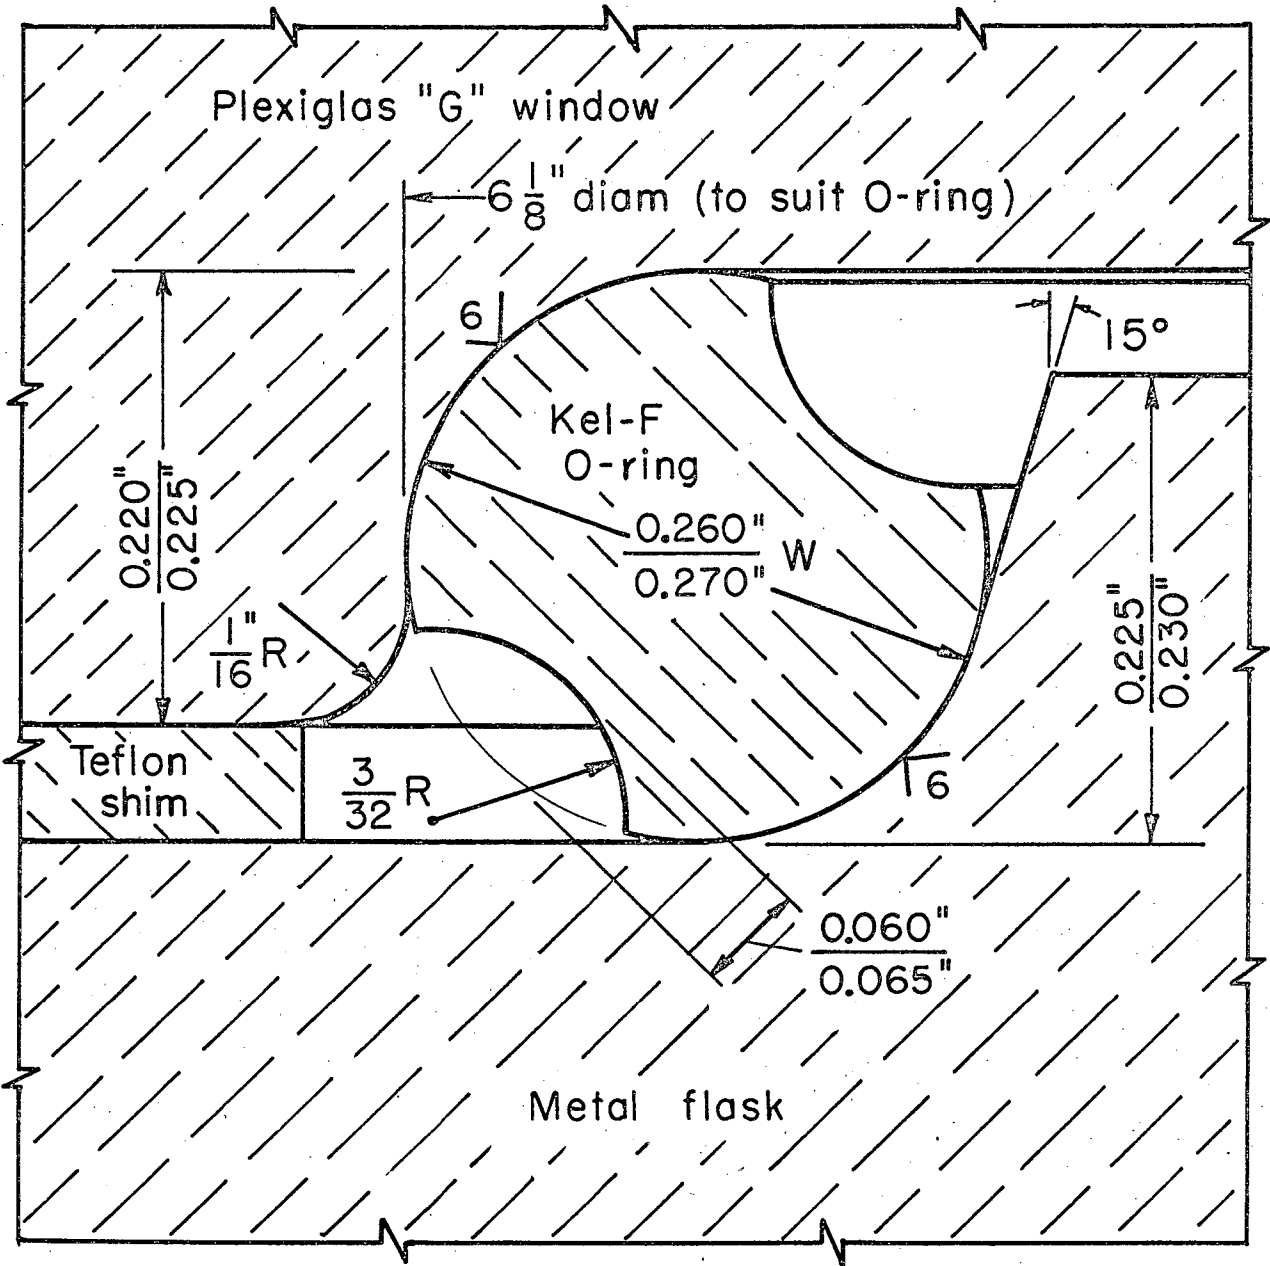 Plexiglas "G" window
6 1/8" diam (to suit O-ring)
6
15°
Kel-F
O-ring
0.260"
0.270" W
0.220"
0.225"
1/16" R
0.225"
0.230"
Teflon
shim
3/32 R
6
0.060"
0.065"
Metal flask